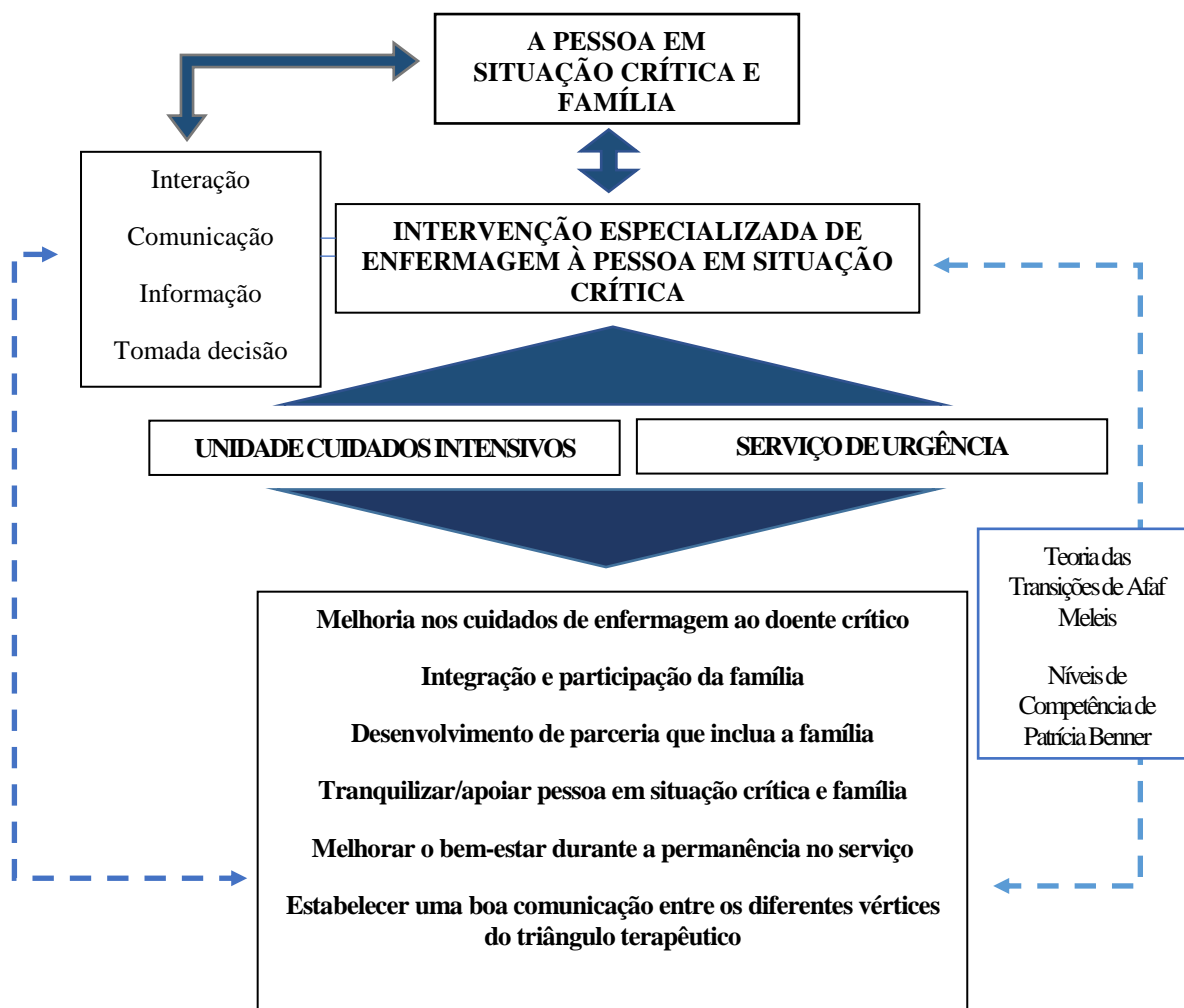 A PESSOA EM
SITUAÇÃO CRÍTICA E
FAMÍLIA
Interação
Comunicação
Informação
Tomada decisão
INTERVENÇÃO ESPECIALIZADA DE
ENFERMAGEM À PESSOA EM SITUAÇÃO
CRÍTICA
UNIDADE CUIDADOS INTENSIVOS
SERVIÇO DE URGÊNCIA
Teoria das
Transições de Afaf
Meleis
Níveis de
Competência de
Patrícia Benner
Melhoria nos cuidados de enfermagem ao doente crítico
Integração e participação da família
Desenvolvimento de parceria que inclua a família
Tranquilizar/apoiar pessoa em situação crítica e família
Melhorar o bem-estar durante a permanência no serviço
Estabelecer uma boa comunicação entre os diferentes vértices
do triângulo terapêutico